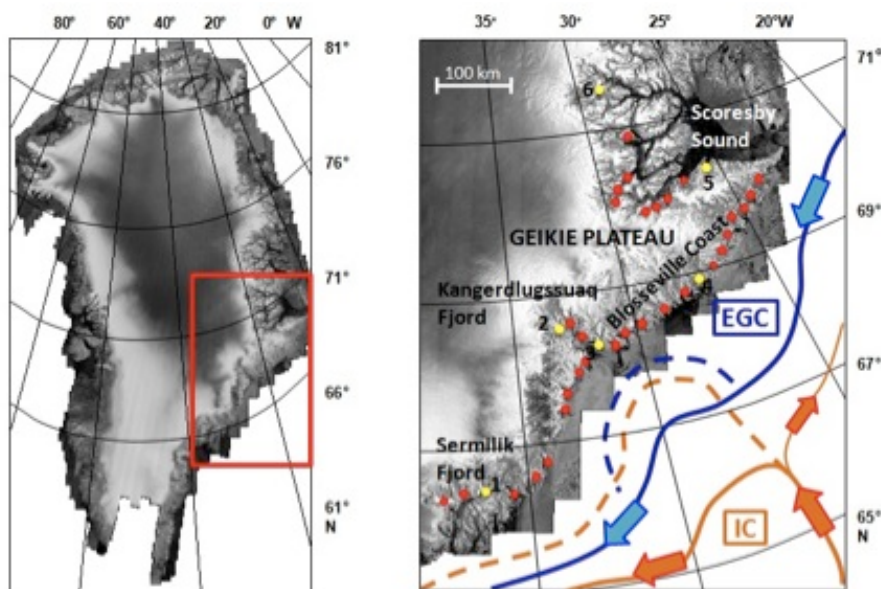 80° 60° 40° 20° 0° W
81°
76°
71°
66°
61°
N
35° 30° 25° 20°W
71°
100 km
6
Scoresby
Sound
5
69°
GEIKIE PLATEAU
Blosseville Coast
Kangerdlugssuaq
Fjord
2
3
EGC
67°
Sermilik
Fjord
1
IC
65°
N